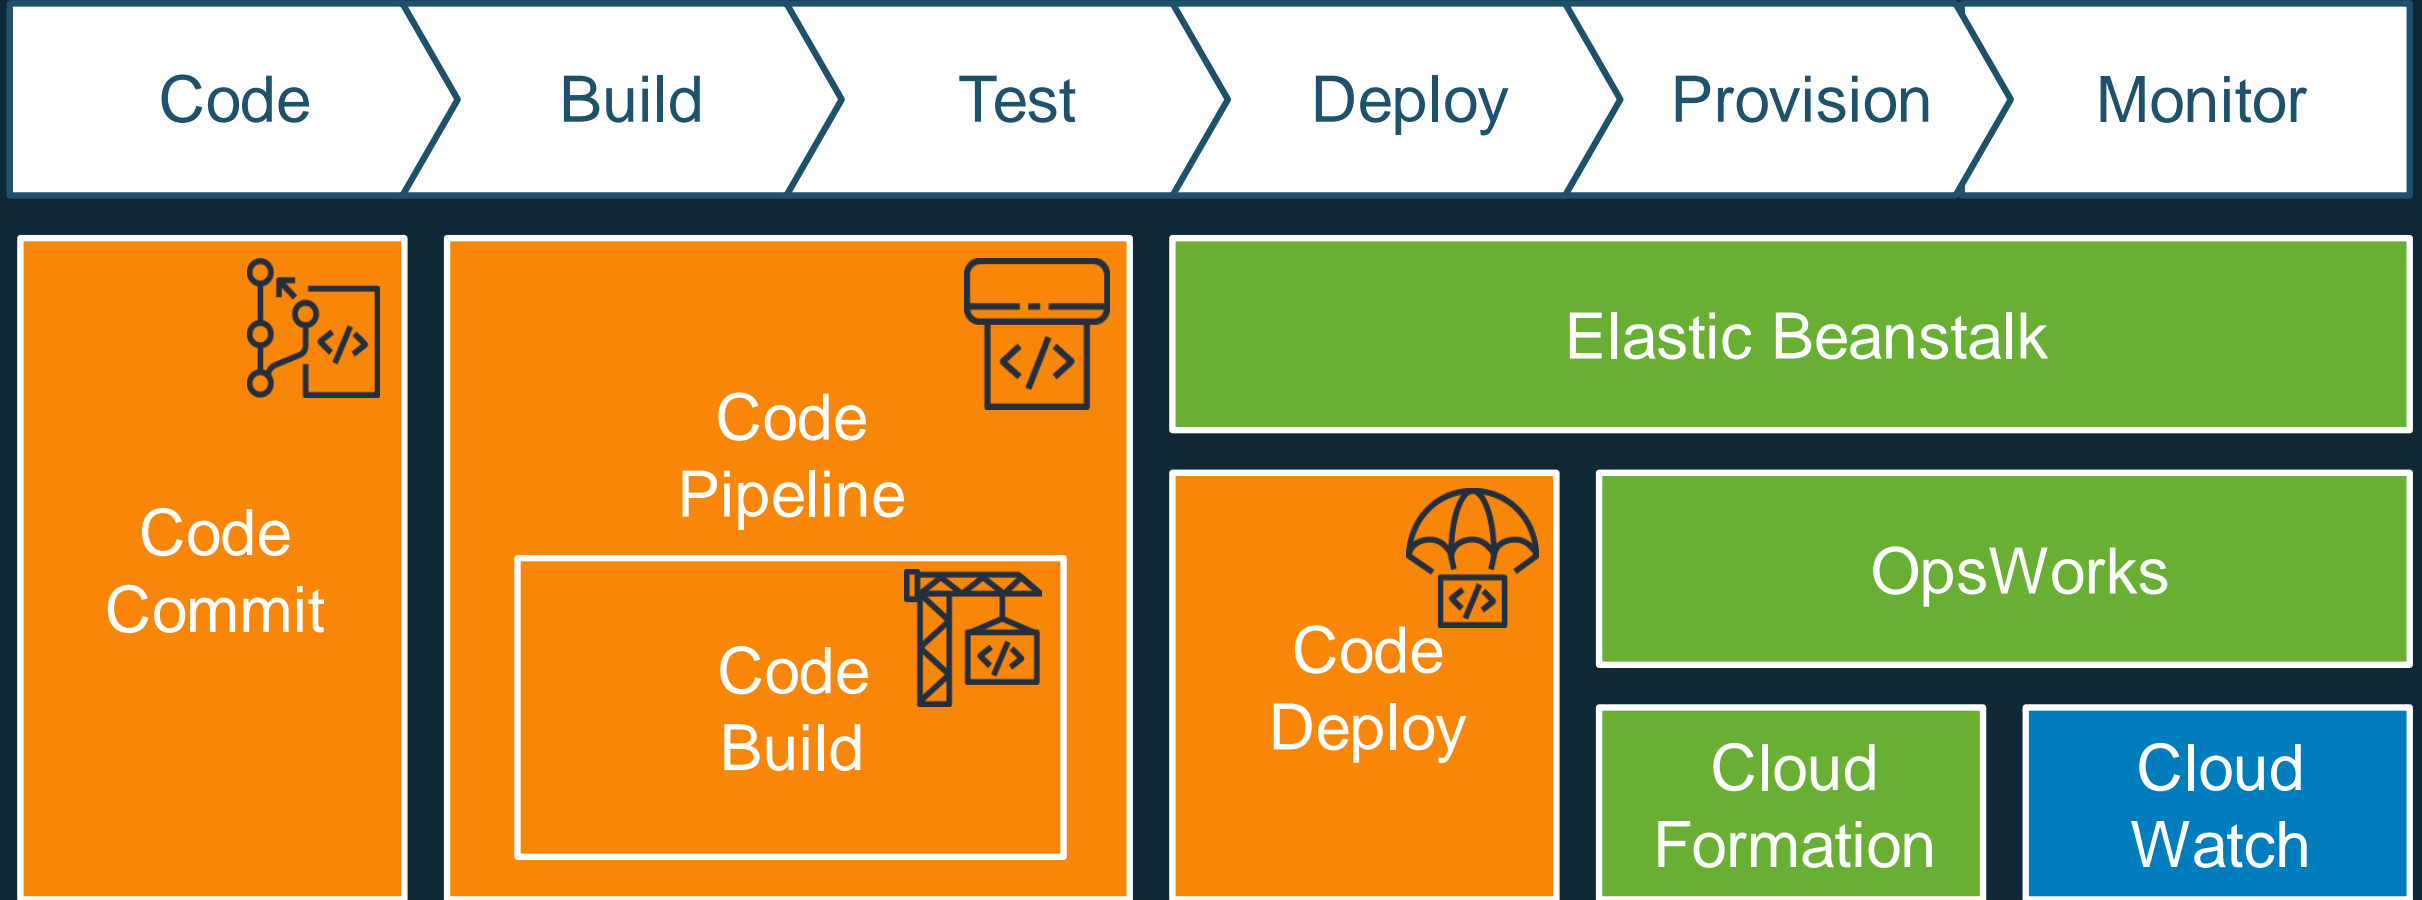 Code
Build
Test
Deploy
Provision
Monitor
Code
Commit
Code
Pipeline
</>
</>
Code
Build
</>
Elastic Beanstalk
Code
Deploy
</>
OpsWorks
Cloud
Formation
Cloud
Watch